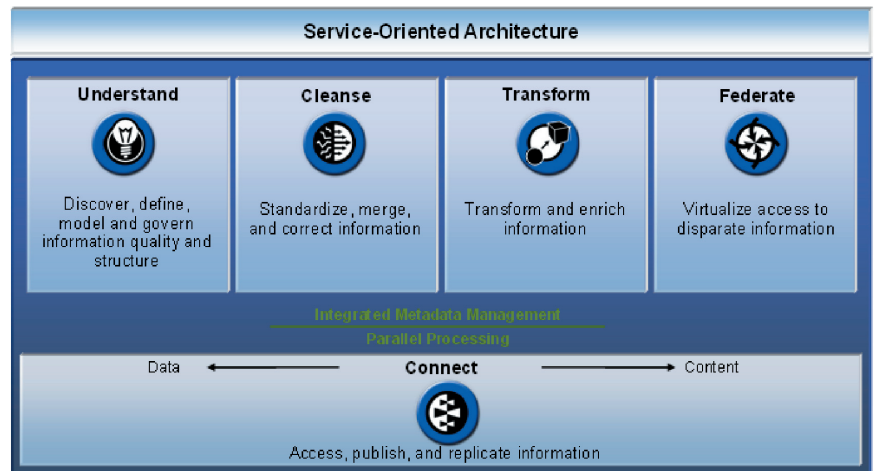 Service-Oriented Architecture
Understand
Discover, define,
model and govern
information quality and
structure
Cleanse
Standardize, merge,
and correct information
Transform
Transform and enrich
information
Federate
Virtualize access to
disparate information
Integrated Metadata Management
Parallel Processing
Data Connect Content
Access, publish, and replicate information